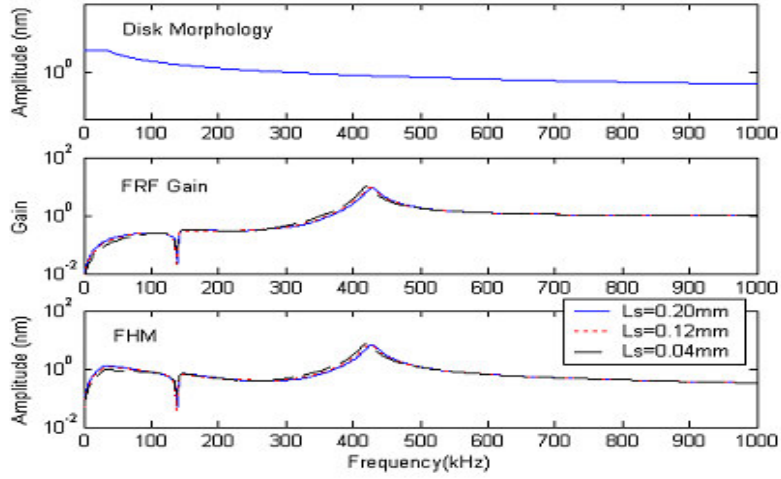 Disk Morphology
Amplitude (nm)
10^0
0 100 200 300 400 500 600 700 800 900 1000
FRF Gain
Gain
10^2
10^0
10^-2
0 100 200 300 400 500 600 700 800 900 1000
FHM
Amplitude (nm)
10^2
10^0
10^-2
Ls=0.20mm
Ls=0.12mm
Ls=0.04mm
0 100 200 300 400 500 600 700 800 900 1000
Frequency(kHz)